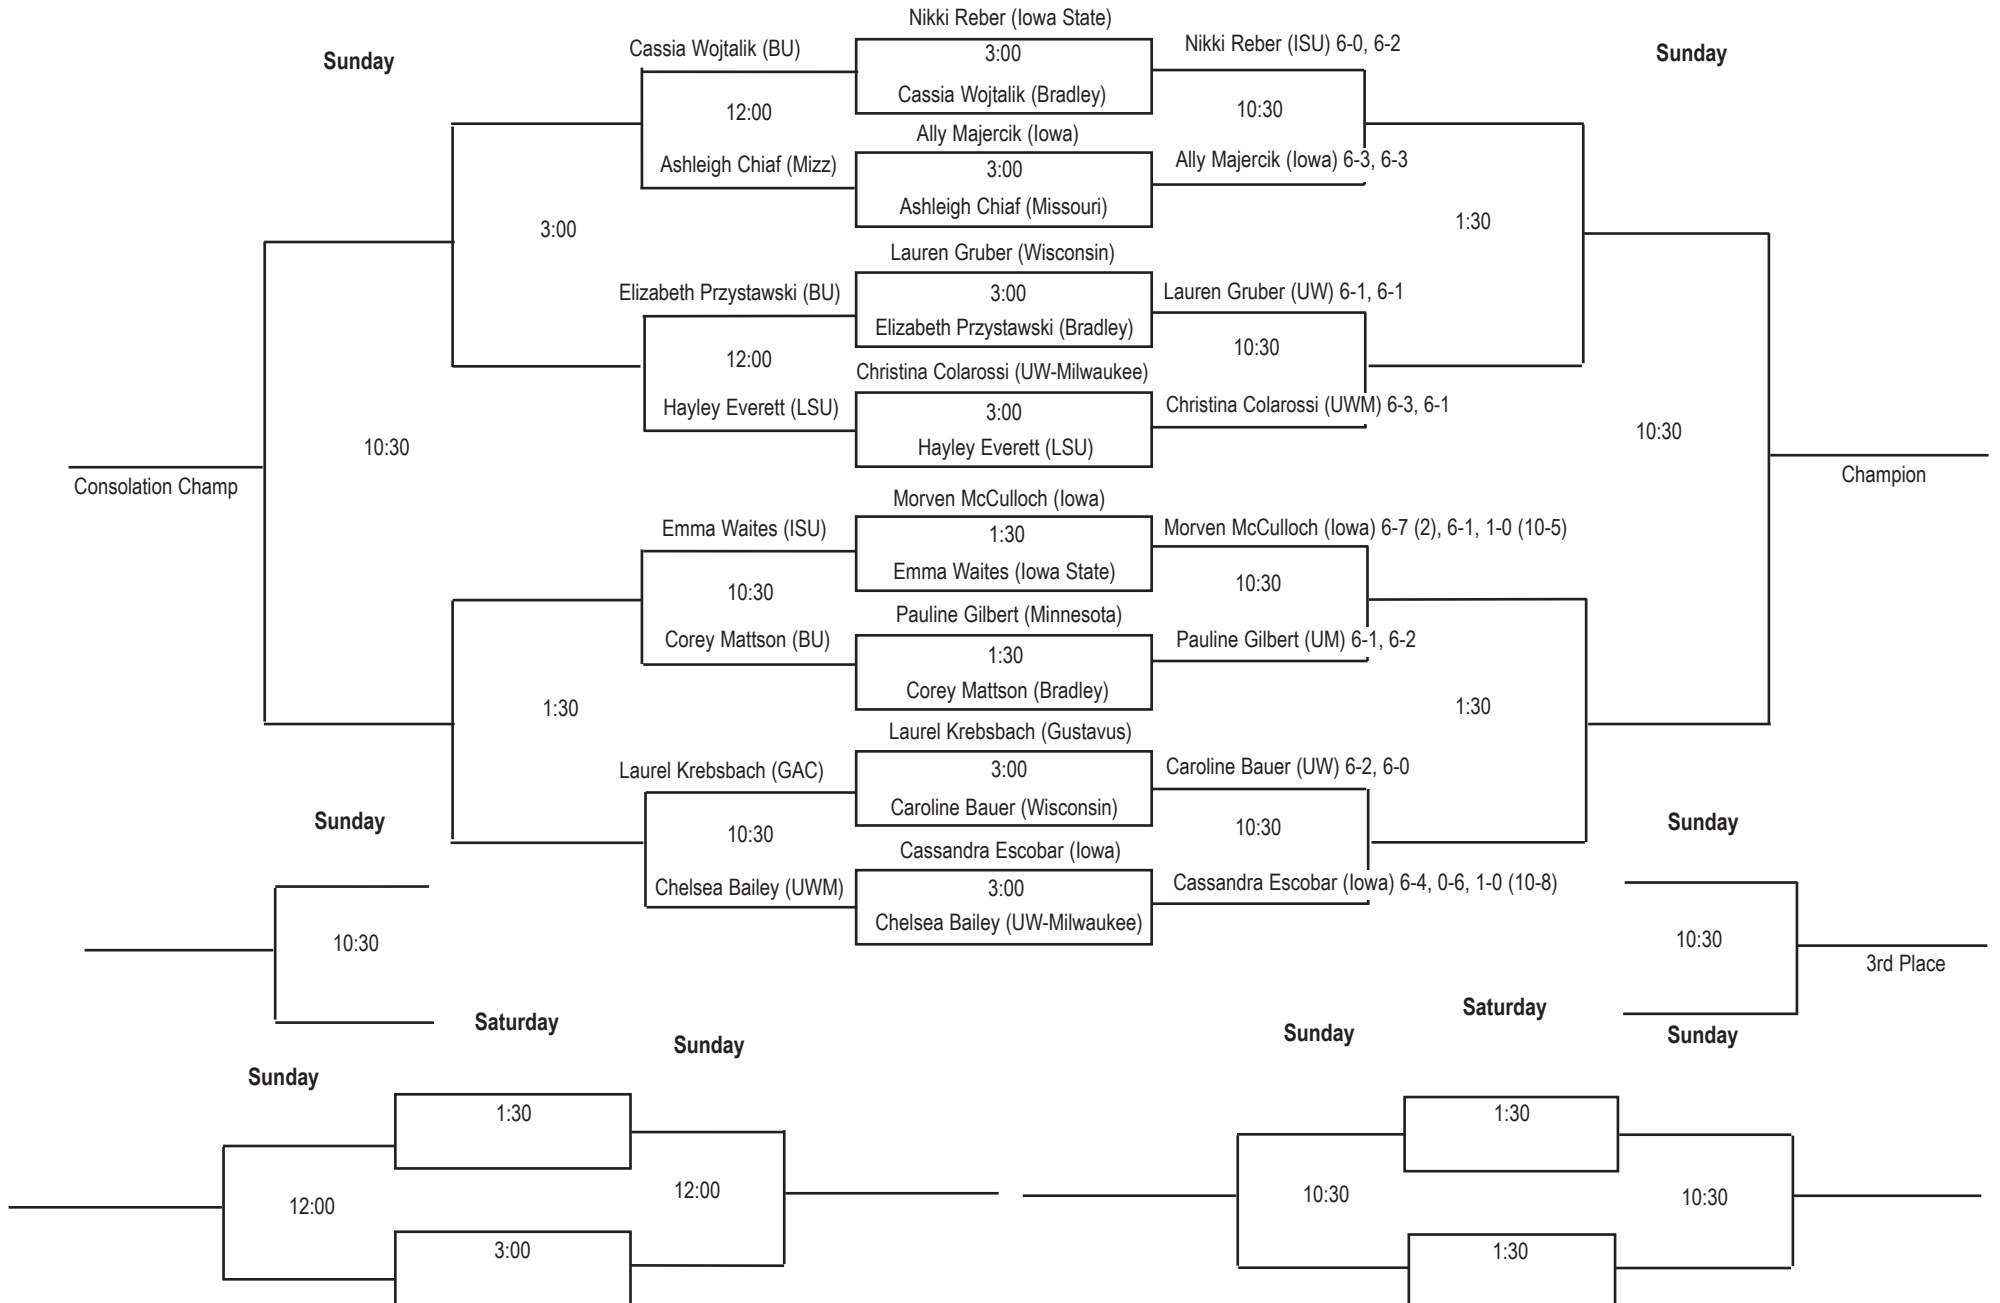 Nikki Reber (Iowa State)
Sunday
Cassia Wojtalik (BU)
3:00
Nikki Reber (ISU) 6-0, 6-2
Sunday
Cassia Wojtalik (Bradley)
12:00
10:30
Ally Majercik (Iowa)
Ashleigh Chiaf (Mizz)
3:00
Ally Majercik (Iowa) 6-3, 6-3
Ashleigh Chiaf (Missouri)
3:00
1:30
Lauren Gruber (Wisconsin)
Elizabeth Przystawski (BU)
3:00
Lauren Gruber (UW) 6-1, 6-1
Elizabeth Przystawski (Bradley)
12:00
10:30
Christina Colarossi (UW-Milwaukee)
Hayley Everett (LSU)
3:00
Christina Colarossi (UWM) 6-3, 6-1
Hayley Everett (LSU)
10:30
10:30
Consolation Champ
Champion
Morven McCulloch (Iowa)
Emma Waites (ISU)
1:30
Morven McCulloch (Iowa) 6-7 (2), 6-1, 1-0 (10-5)
Emma Waites (Iowa State)
10:30
10:30
Pauline Gilbert (Minnesota)
Corey Mattson (BU)
1:30
Pauline Gilbert (UM) 6-1, 6-2
Corey Mattson (Bradley)
1:30
1:30
Laurel Krebsbach (Gustavus)
Laurel Krebsbach (GAC)
3:00
Caroline Bauer (UW) 6-2, 6-0
Caroline Bauer (Wisconsin)
Sunday
10:30
10:30
Sunday
Cassandra Escobar (Iowa)
Chelsea Bailey (UWM)
3:00
Cassandra Escobar (Iowa) 6-4, 0-6, 1-0 (10-8)
Chelsea Bailey (UW-Milwaukee)
10:30
10:30
3rd Place
Saturday
Saturday
Sunday
Sunday
Sunday
Sunday
1:30
1:30
12:00
12:00
10:30
10:30
3:00
1:30